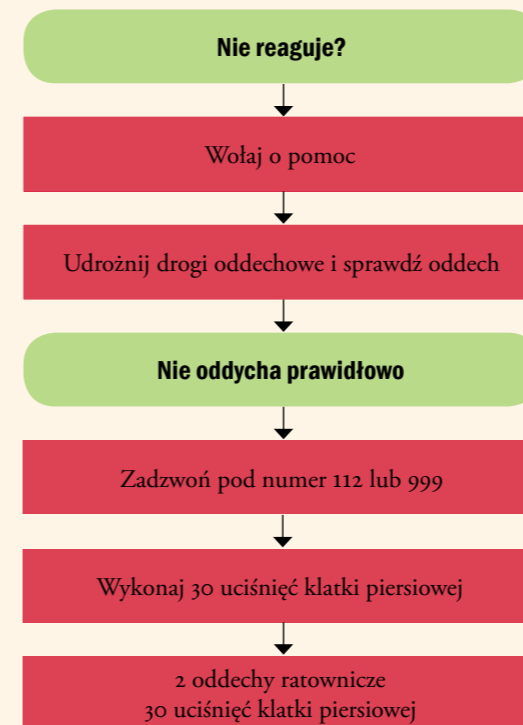 Nie reaguje?
Wołaj o pomoc
Udrożnij drogi oddechowe i sprawdź oddech
Nie oddycha prawidłowo
Zadzwoń pod numer 112 lub 999
Wykonaj 30 uciśnięć klatki piersiowej
2 oddechy ratownicze
30 uciśnięć klatki piersiowej